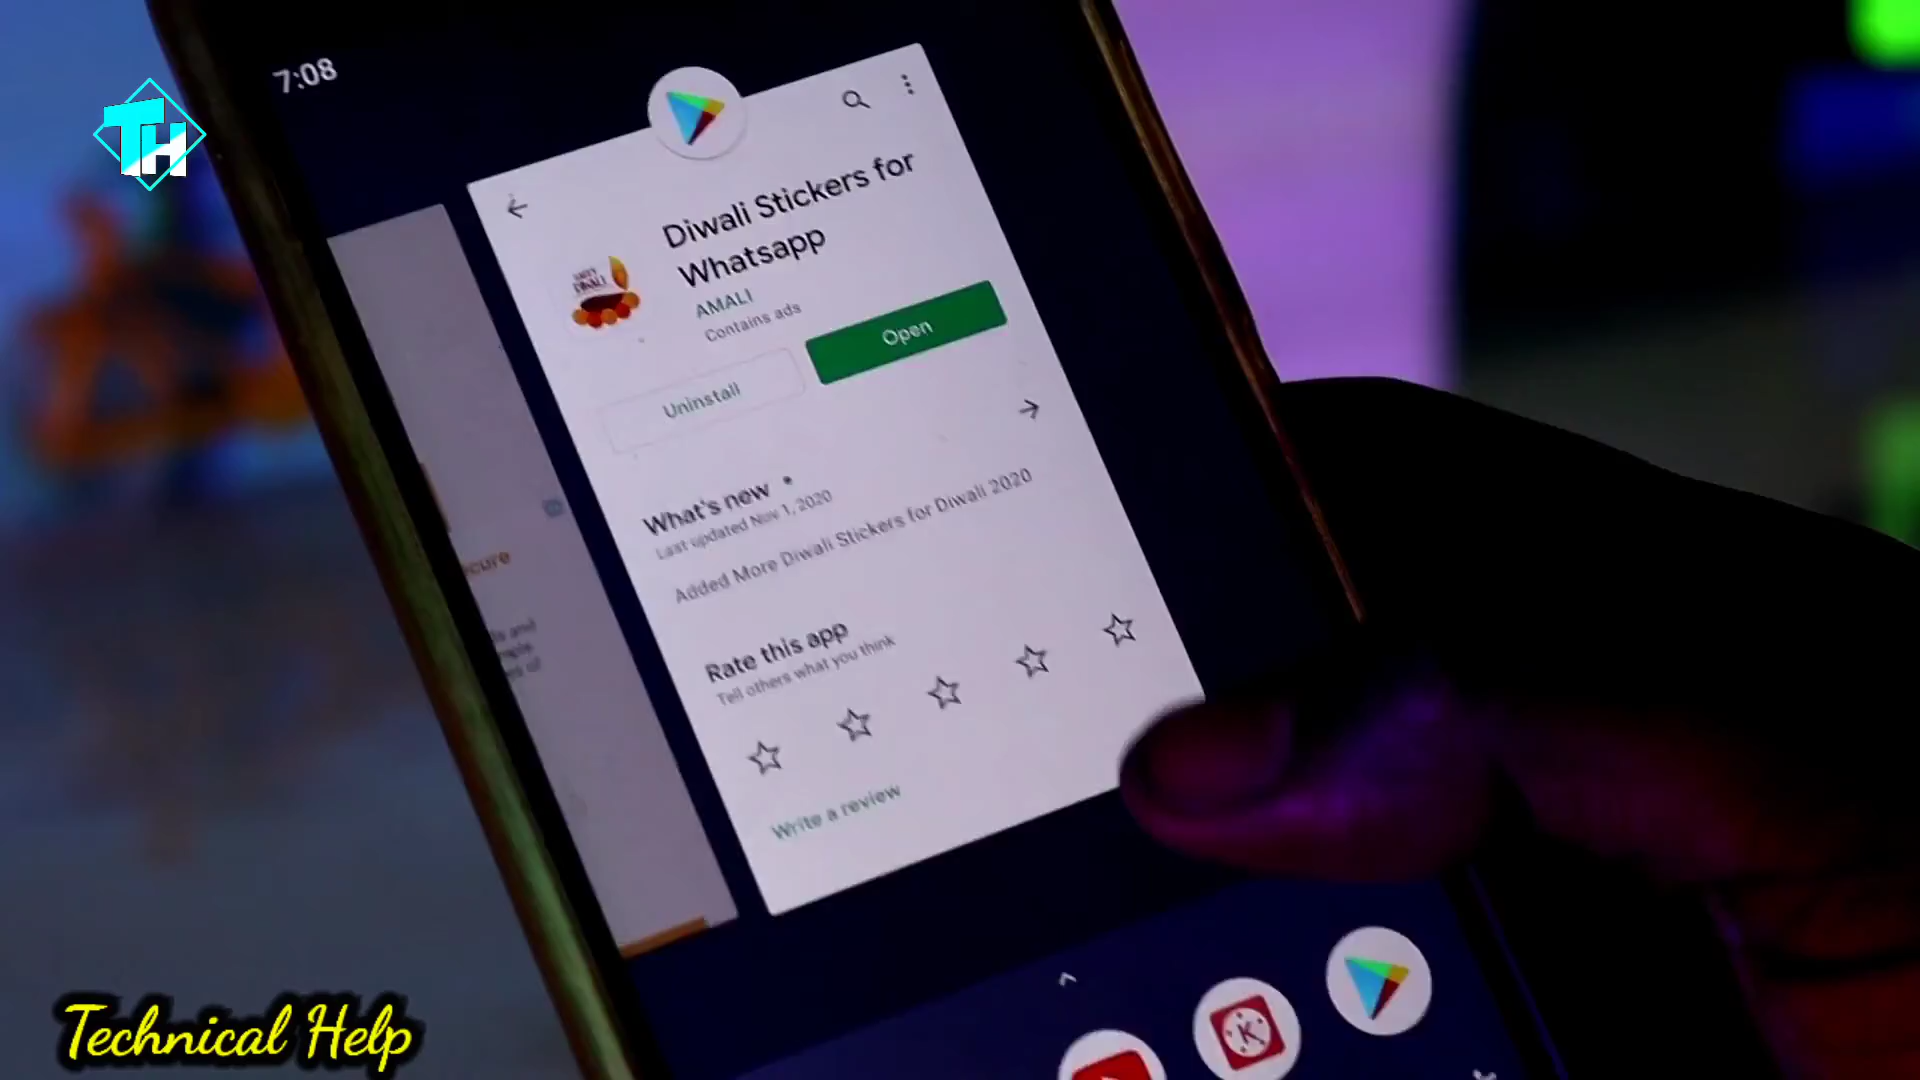 7:08
TH
Diwali Stickers for
Whatsapp
HAPPY
DIWALI
AMALI
Contains ads
Uninstall
Open
What's new
Last updated Nov 1, 2020
Added More Diwali Stickers for Diwali 2020
Rate this app
Tell others what you think
Write a review
K
Technical Help